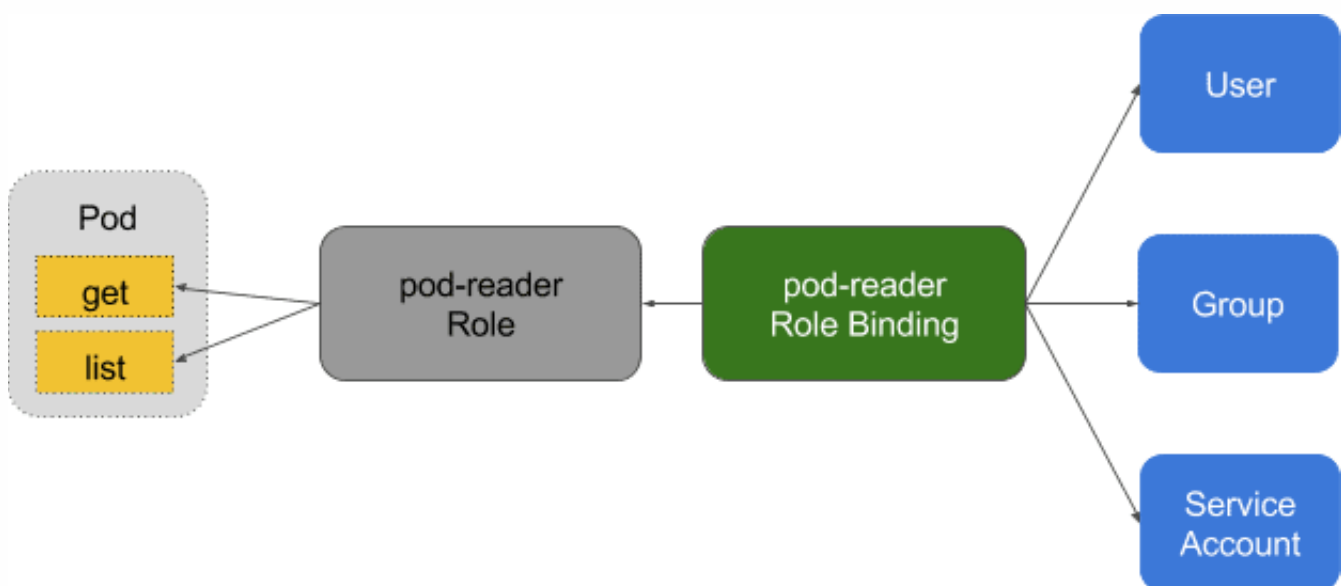 Pod
get
list
pod-reader
Role
pod-reader
Role Binding
User
Group
Service
Account